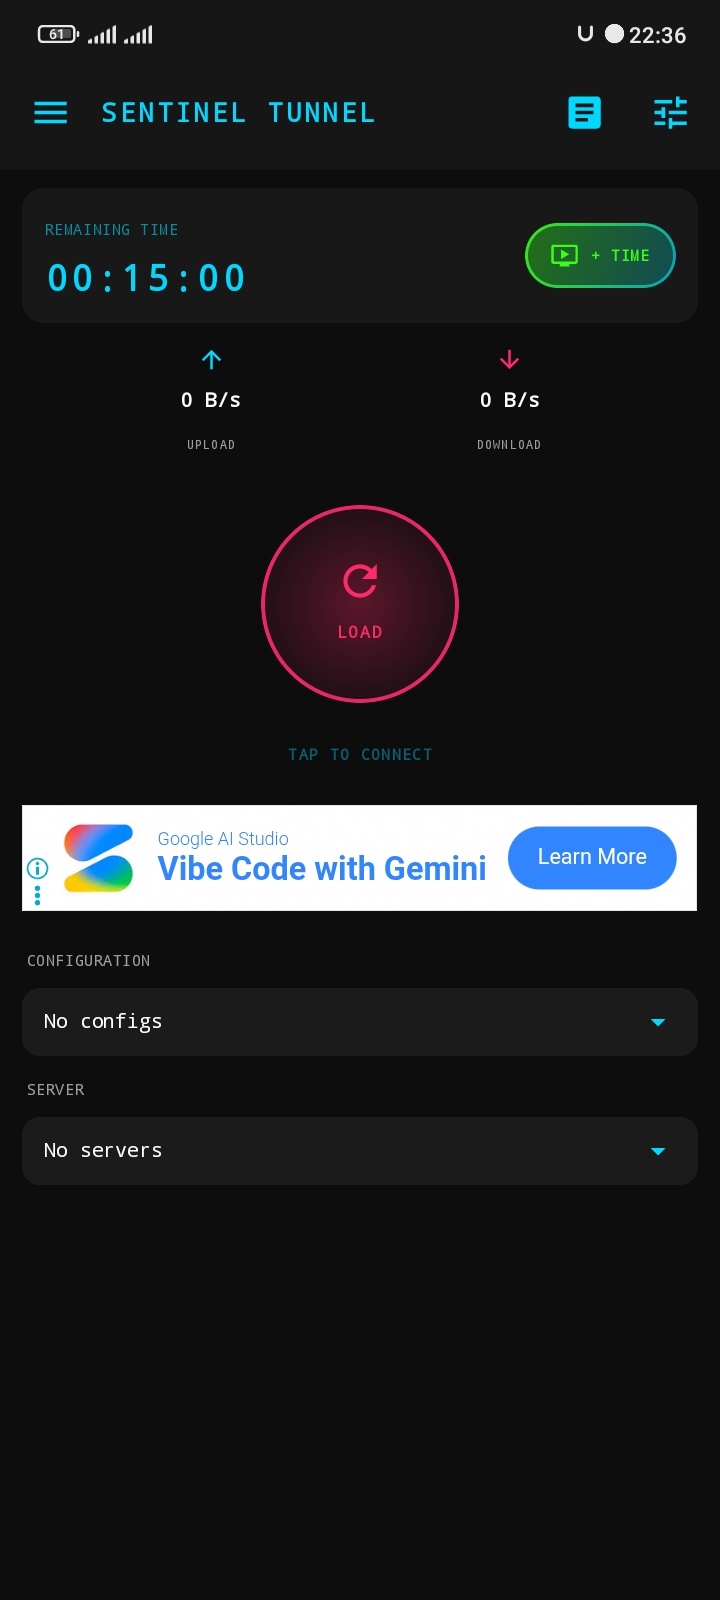 61
22:36
SENTINEL TUNNEL
REMAINING TIME
00:15:00
+ TIME
0 B/s
0 B/s
UPLOAD
DOWNLOAD
LOAD
TAP TO CONNECT
Google AI Studio
Vibe Code with Gemini
Learn More
CONFIGURATION
No configs
SERVER
No servers